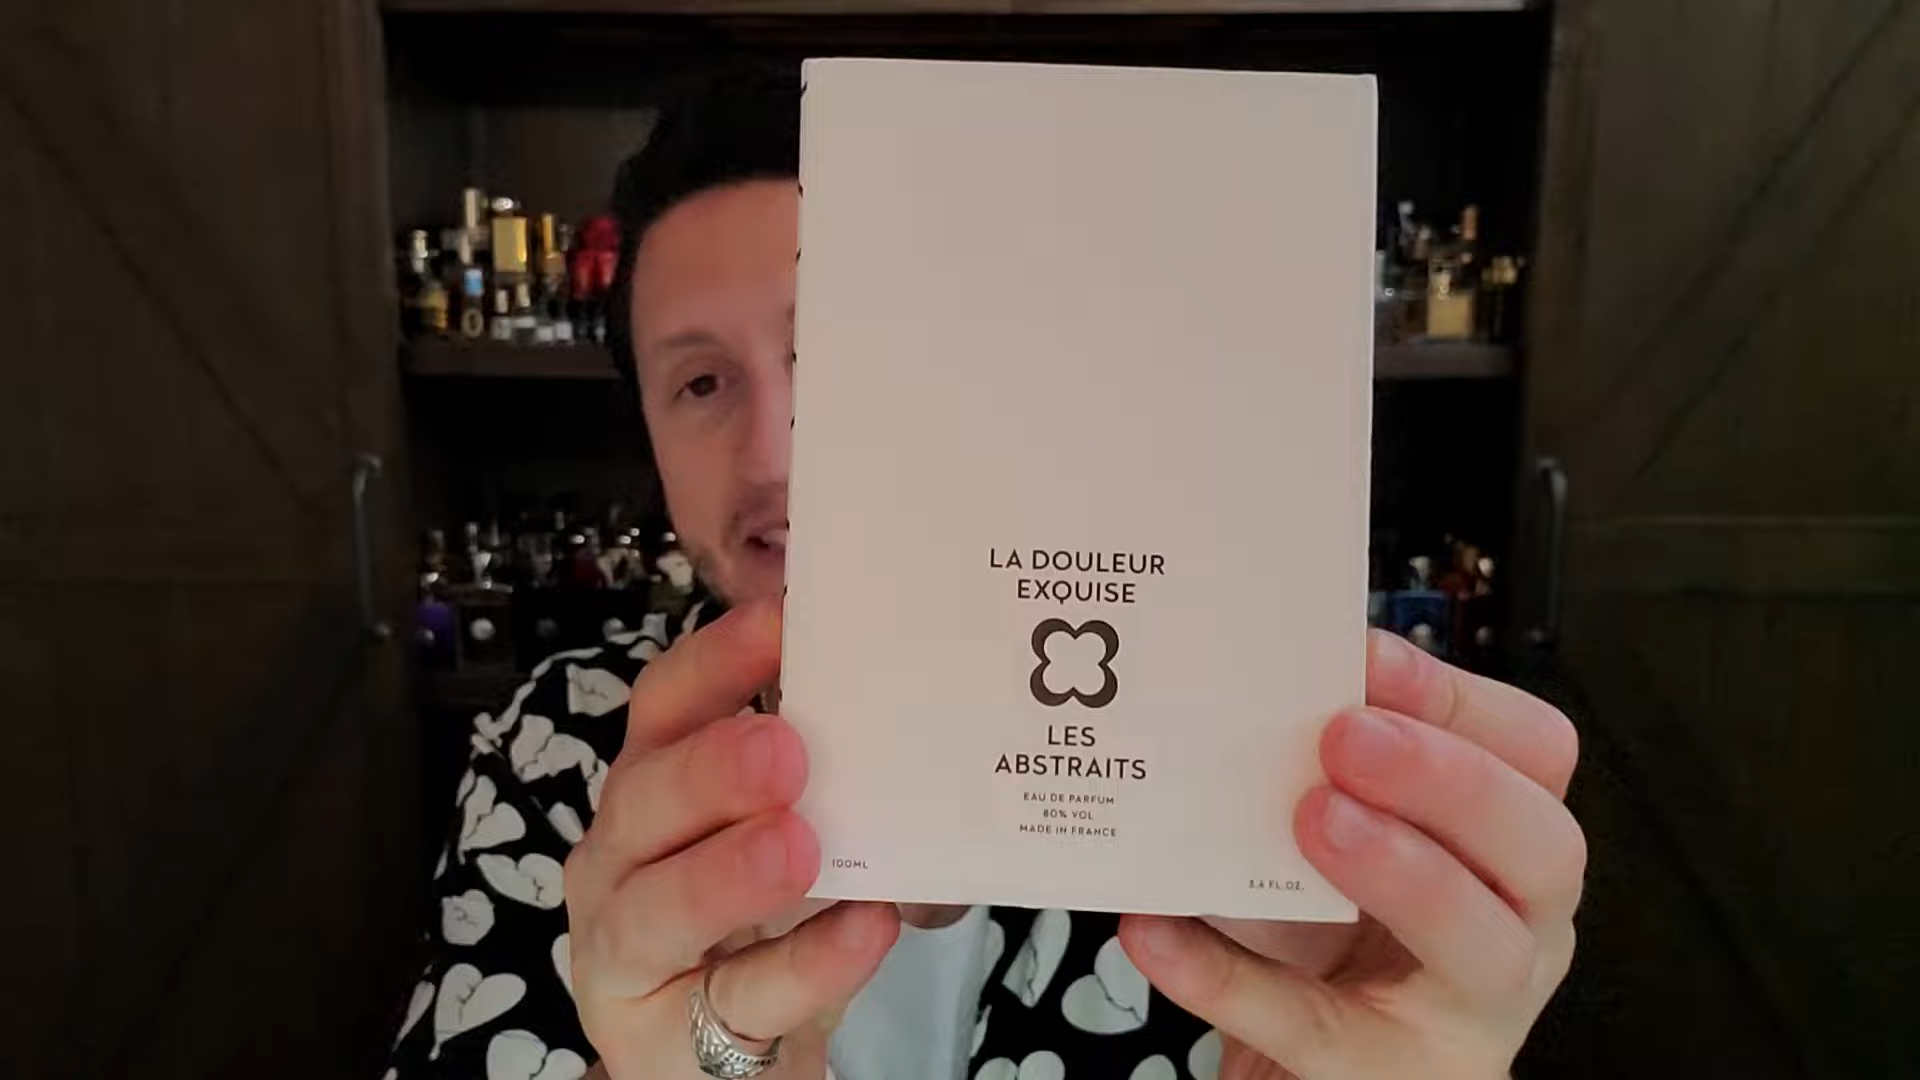 LA DOULEUR
EXQUISE
LES
ABSTRAITS
EAU DE PARFUM
80% VOL
MADE IN FRANCE
100ML
3.4 FL.OZ.